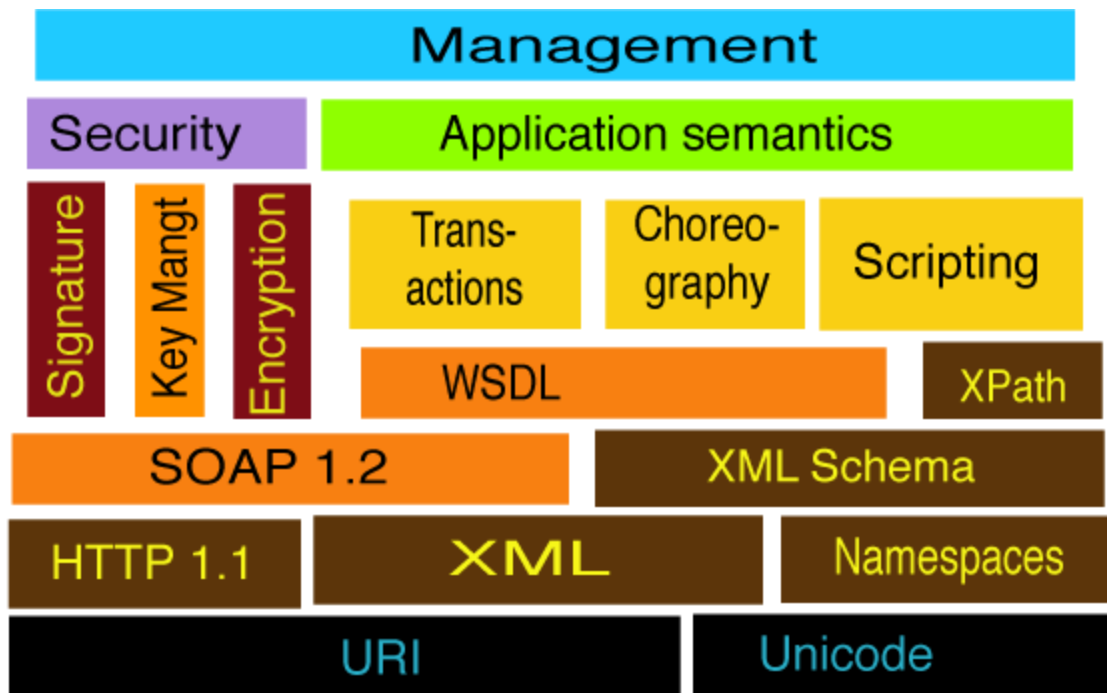 Management
Security
Application semantics
Signature
Key Mangt
Encryption
Trans-
actions
Choreo-
graphy
Scripting
WSDL
XPath
SOAP 1.2
XML Schema
HTTP 1.1
XML
Namespaces
URI
Unicode